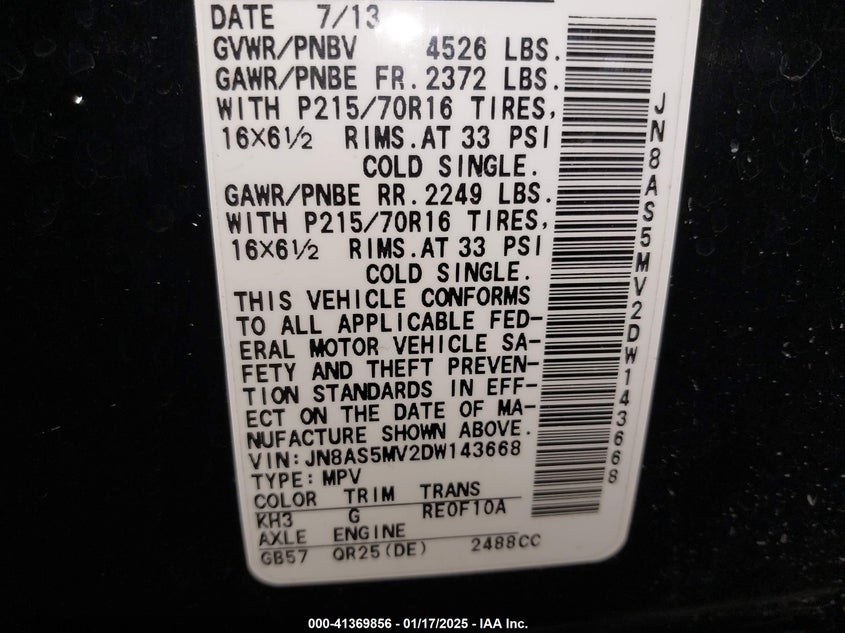 DATE 7/13
GVWR/PNBV 4526 LBS.
GAWR/PNBE FR. 2372 LBS.
WITH P215/70R16 TIRES,
16X6½ RIMS. AT 33 PSI
COLD SINGLE.
GAWR/PNBE RR. 2249 LBS.
WITH P215/70R16 TIRES,
16X6½ RIMS. AT 33 PSI
COLD SINGLE.
THIS VEHICLE CONFORMS
TO ALL APPLICABLE FED-
ERAL MOTOR VEHICLE SA-
FETY AND THEFT PREVEN-
TION STANDARDS IN EFF-
ECT ON THE DATE OF MA-
NUFACTURE SHOWN ABOVE.
VIN:JN8AS5MV2DW143668
TYPE:MPV
COLOR TRIM TRANS
KH3 G RE0F10A
AXLE ENGINE
GB57 QR25(DE) 2488CC
JN8AS5MV2DW143668
000-41369856 — 01/17/2025 — IAA Inc.